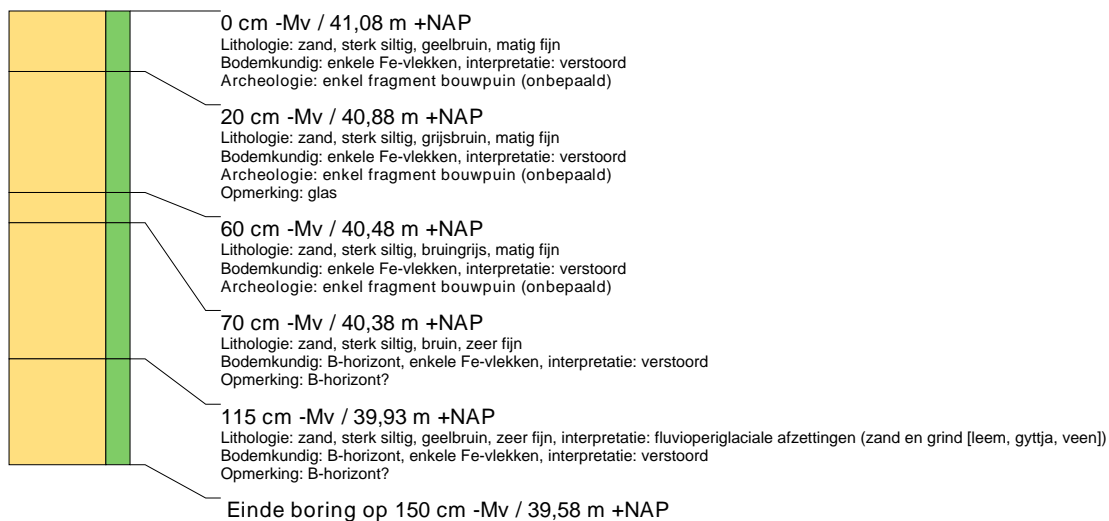 0 cm -Mv / 41,08 m +NAP
Lithologie: zand, sterk siltig, geelbruin, matig fijn
Bodemkundig: enkele Fe-vlekken, interpretatie: verstoord
Archeologie: enkel fragment bouwpuin (onbepaald)
20 cm -Mv / 40,88 m +NAP
Lithologie: zand, sterk siltig, grijsbruin, matig fijn
Bodemkundig: enkele Fe-vlekken, interpretatie: verstoord
Archeologie: enkel fragment bouwpuin (onbepaald)
Opmerking: glas
60 cm -Mv / 40,48 m +NAP
Lithologie: zand, sterk siltig, bruingrijs, matig fijn
Bodemkundig: enkele Fe-vlekken, interpretatie: verstoord
Archeologie: enkel fragment bouwpuin (onbepaald)
70 cm -Mv / 40,38 m +NAP
Lithologie: zand, sterk siltig, bruin, zeer fijn
Bodemkundig: B-horizont, enkele Fe-vlekken, interpretatie: verstoord
Opmerking: B-horizont?
115 cm -Mv / 39,93 m +NAP
Lithologie: zand, sterk siltig, geelbruin, zeer fijn, interpretatie: fluvioperiglaciale afzettingen (zand en grind [leem, gyttja, veen])
Bodemkundig: B-horizont, enkele Fe-vlekken, interpretatie: verstoord
Opmerking: B-horizont?
Einde boring op 150 cm -Mv / 39,58 m +NAP